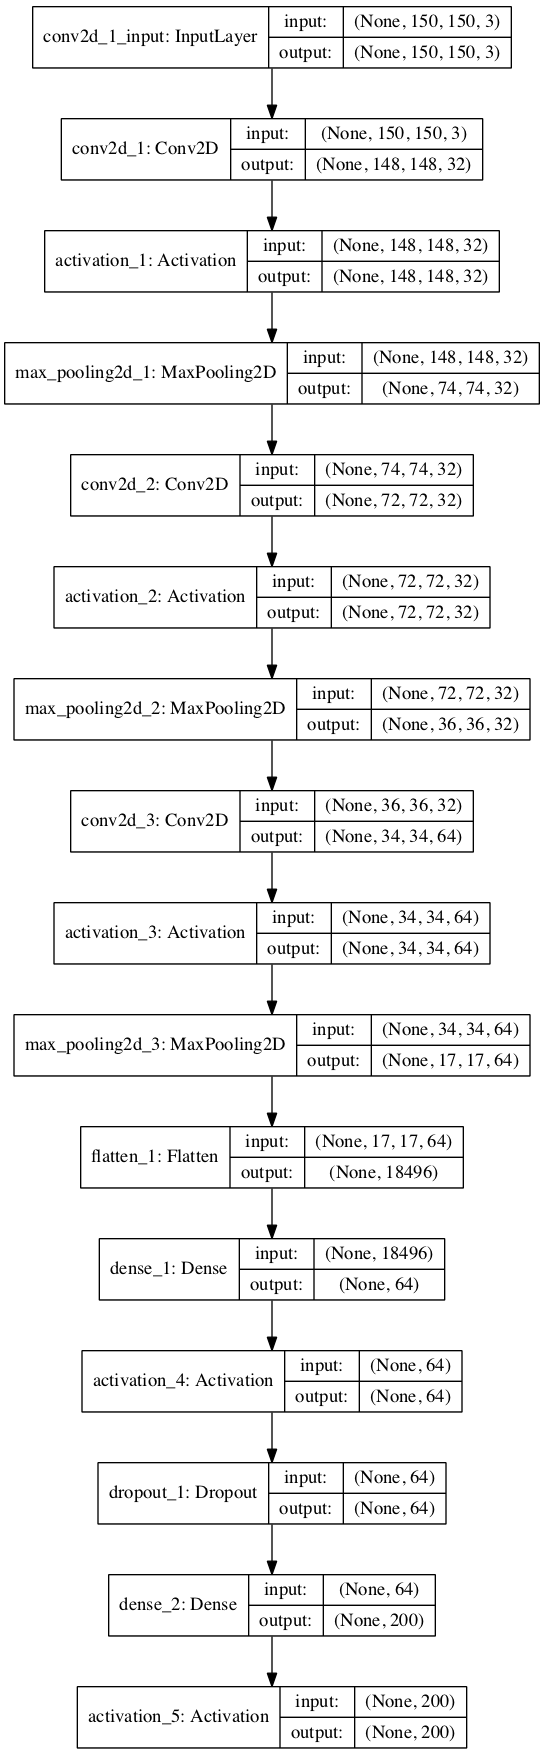 conv2d_1_input: InputLayer
input: (None, 150, 150, 3)
output: (None, 150, 150, 3)
conv2d_1: Conv2D
input: (None, 150, 150, 3)
output: (None, 148, 148, 32)
activation_1: Activation
input: (None, 148, 148, 32)
output: (None, 148, 148, 32)
max_pooling2d_1: MaxPooling2D
input: (None, 148, 148, 32)
output: (None, 74, 74, 32)
conv2d_2: Conv2D
input: (None, 74, 74, 32)
output: (None, 72, 72, 32)
activation_2: Activation
input: (None, 72, 72, 32)
output: (None, 72, 72, 32)
max_pooling2d_2: MaxPooling2D
input: (None, 72, 72, 32)
output: (None, 36, 36, 32)
conv2d_3: Conv2D
input: (None, 36, 36, 32)
output: (None, 34, 34, 64)
activation_3: Activation
input: (None, 34, 34, 64)
output: (None, 34, 34, 64)
max_pooling2d_3: MaxPooling2D
input: (None, 34, 34, 64)
output: (None, 17, 17, 64)
flatten_1: Flatten
input: (None, 17, 17, 64)
output: (None, 18496)
dense_1: Dense
input: (None, 18496)
output: (None, 64)
activation_4: Activation
input: (None, 64)
output: (None, 64)
dropout_1: Dropout
input: (None, 64)
output: (None, 64)
dense_2: Dense
input: (None, 64)
output: (None, 200)
activation_5: Activation
input: (None, 200)
output: (None, 200)